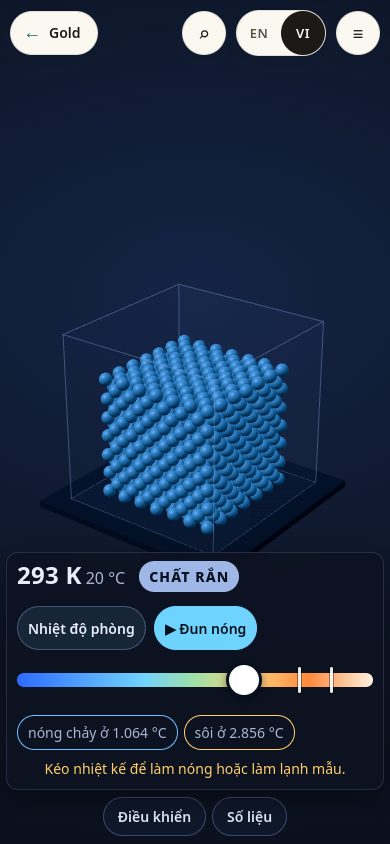 ← Gold
EN VI
293 K 20 °C CHẤT RẮN
Nhiệt độ phòng ▶ Đun nóng
nóng chảy ở 1.064 °C sôi ở 2.856 °C
Kéo nhiệt kế để làm nóng hoặc làm lạnh mẫu.
Điều khiển Số liệu